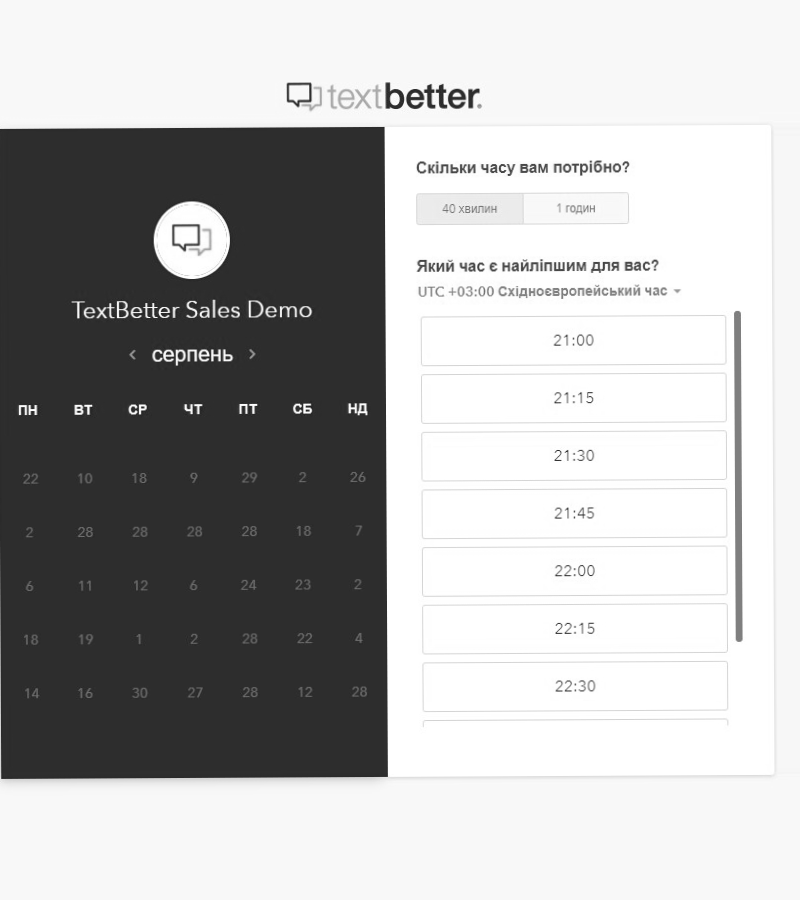 textbetter.
TextBetter Sales Demo
серпень
ПН ВТ СР ЧТ ПТ СБ НД
22 10 18 9 29 2 26
2 28 28 28 28 18 7
6 11 12 6 24 23 2
18 19 1 2 28 22 4
14 16 30 27 28 12 28
Скільки часу вам потрібно?
40 хвилин 1 годин
Який час є найліпшим для вас?
UTC +03:00 Східноєвропейський час
21:00
21:15
21:30
21:45
22:00
22:15
22:30